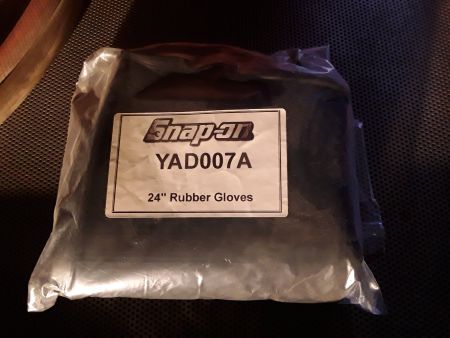 Snap-on
YAD007A
24" Rubber Gloves